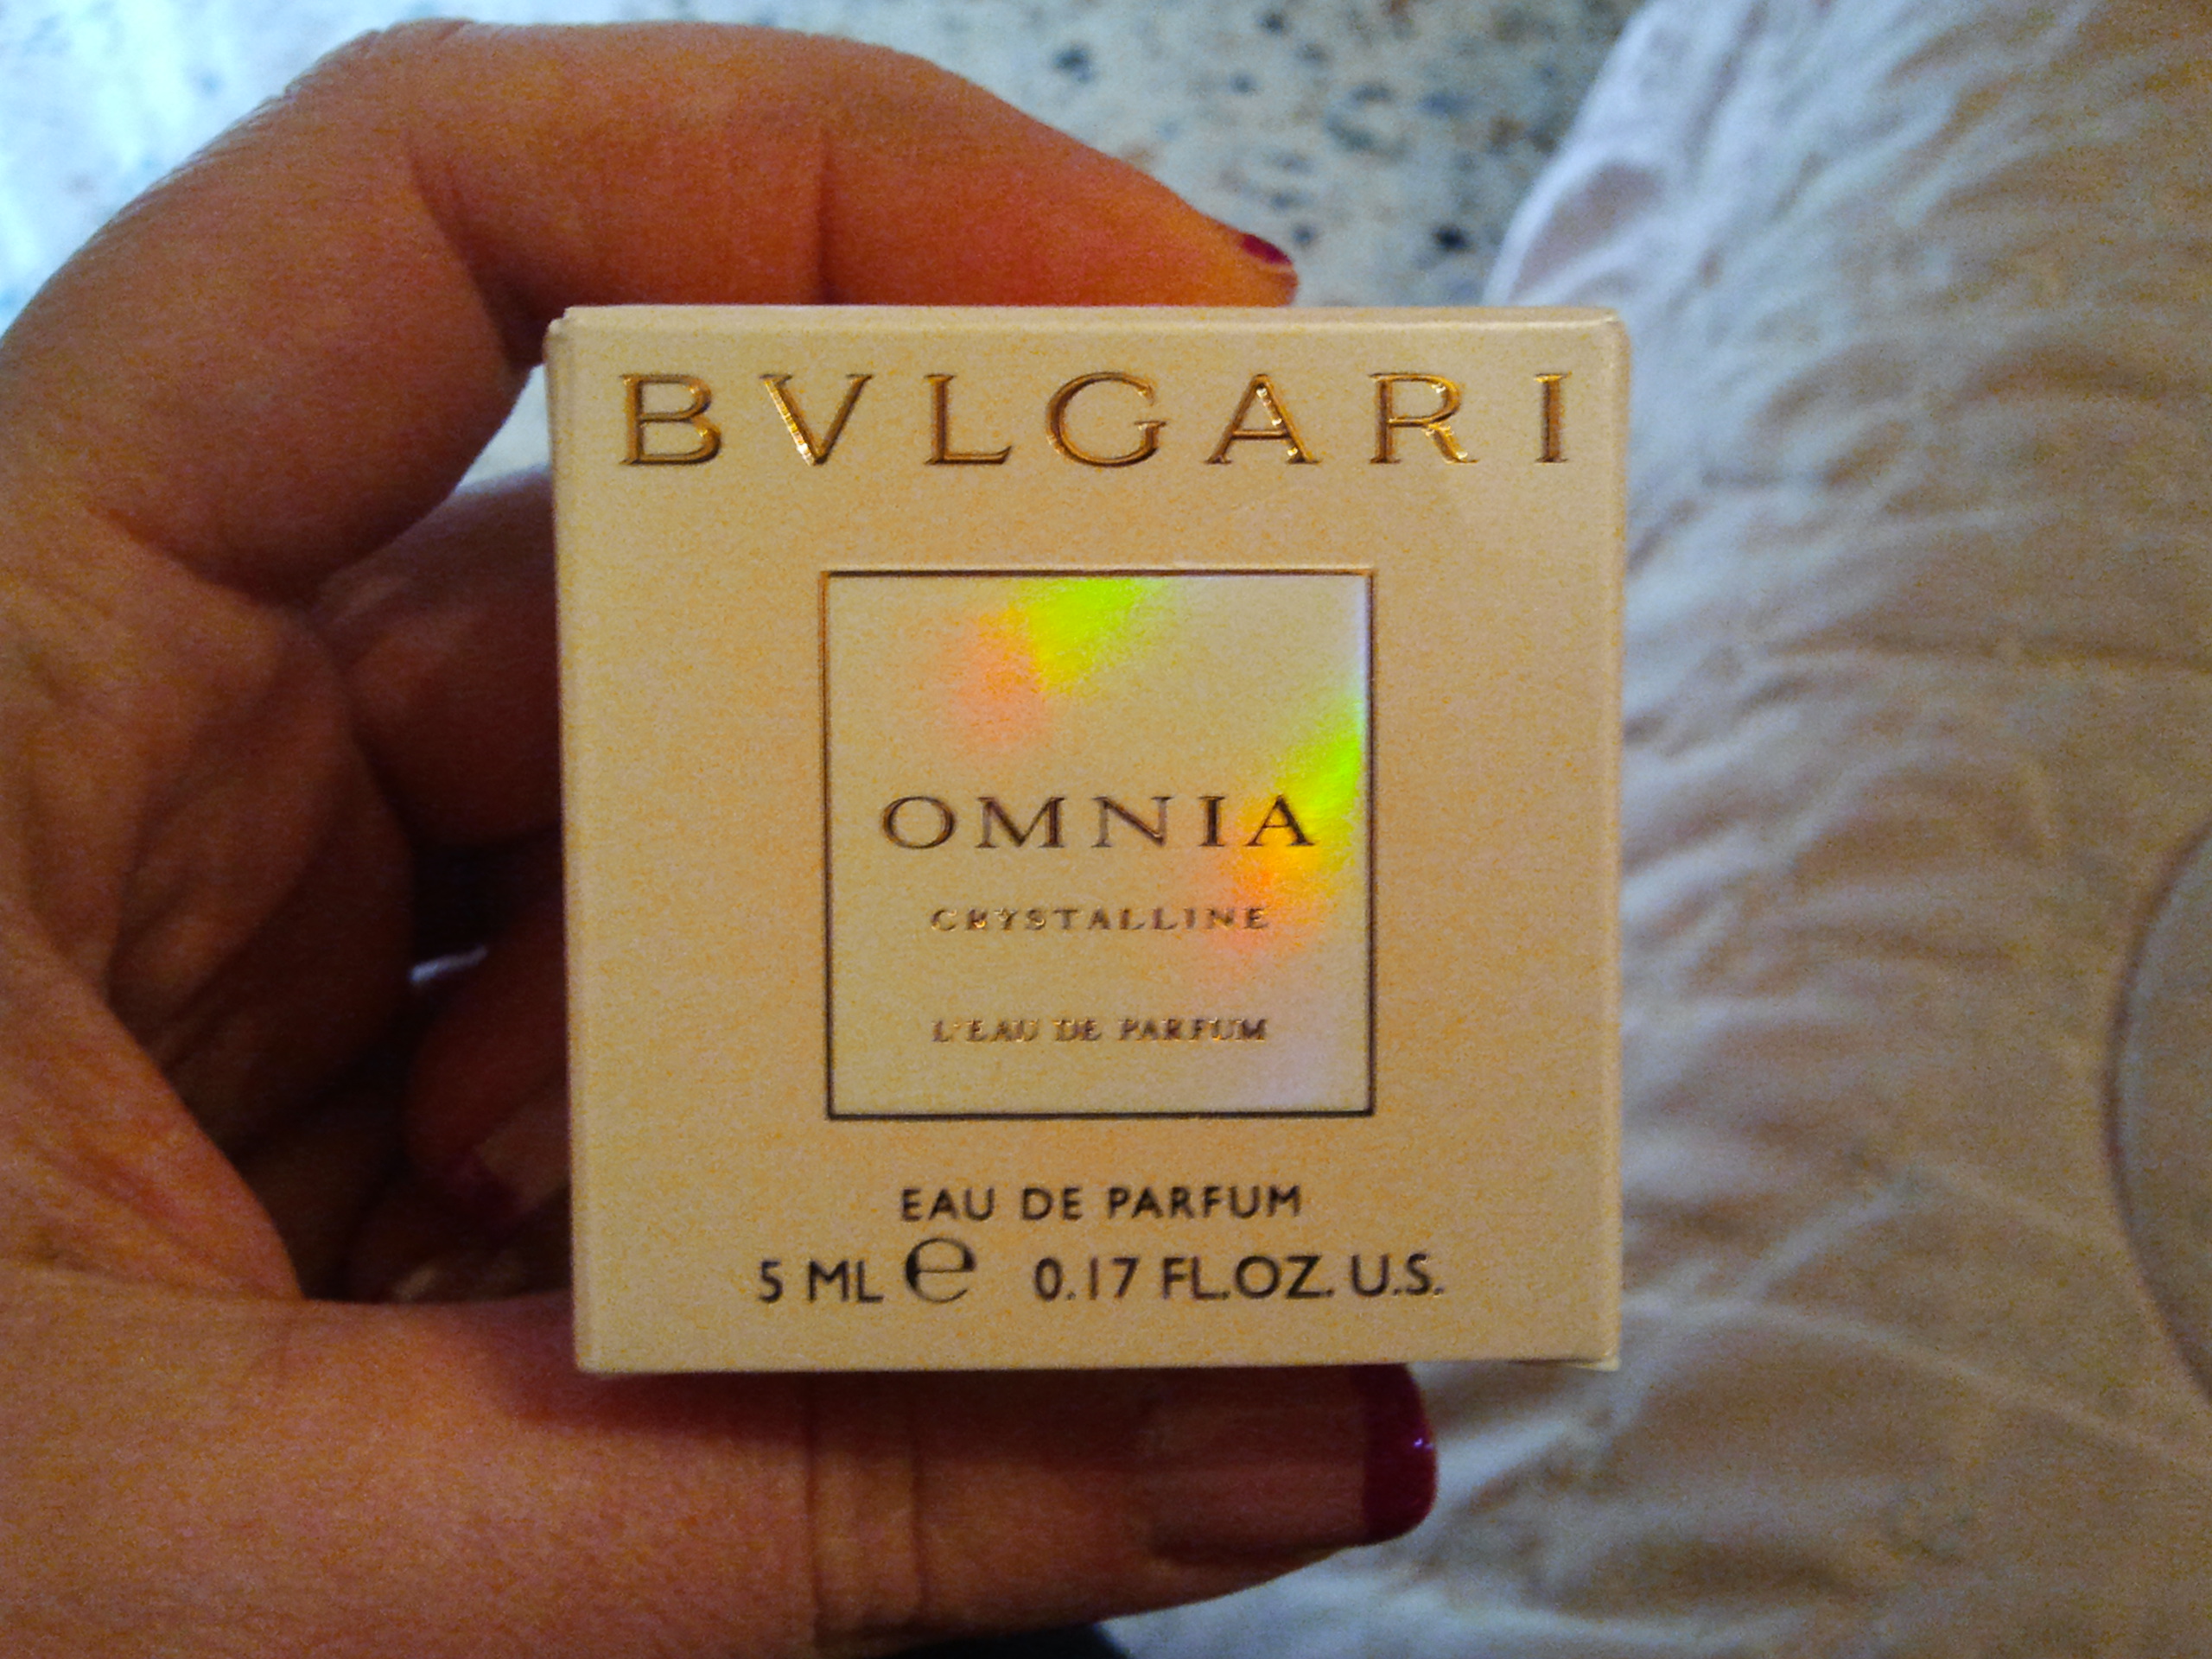 BVLGARI
OMNIA
CRYSTALLINE
L'EAU DE PARFUM
EAU DE PARFUM
5 ML ℮ 0.17 FL.OZ. U.S.